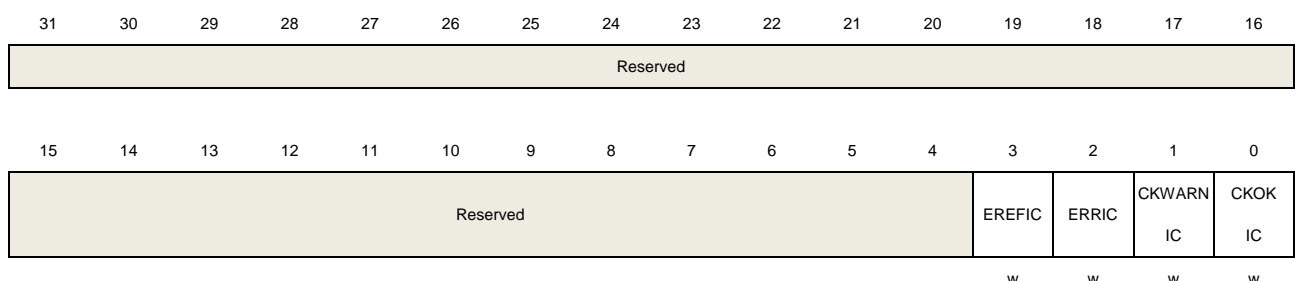 31 30 29 28 27 26 25 24 23 22 21 20 19 18 17 16
Reserved
15 14 13 12 11 10 9 8 7 6 5 4 3 2 1 0
Reserved EREFIC ERRIC CKWARN IC CKOK IC
w w w w